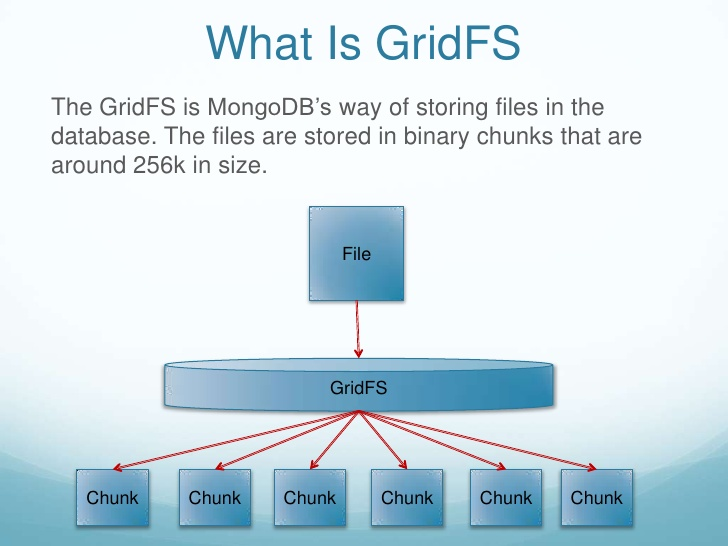 What Is GridFS
The GridFS is MongoDB's way of storing files in the
database. The files are stored in binary chunks that are
around 256k in size.
File
GridFS
Chunk Chunk Chunk Chunk Chunk Chunk